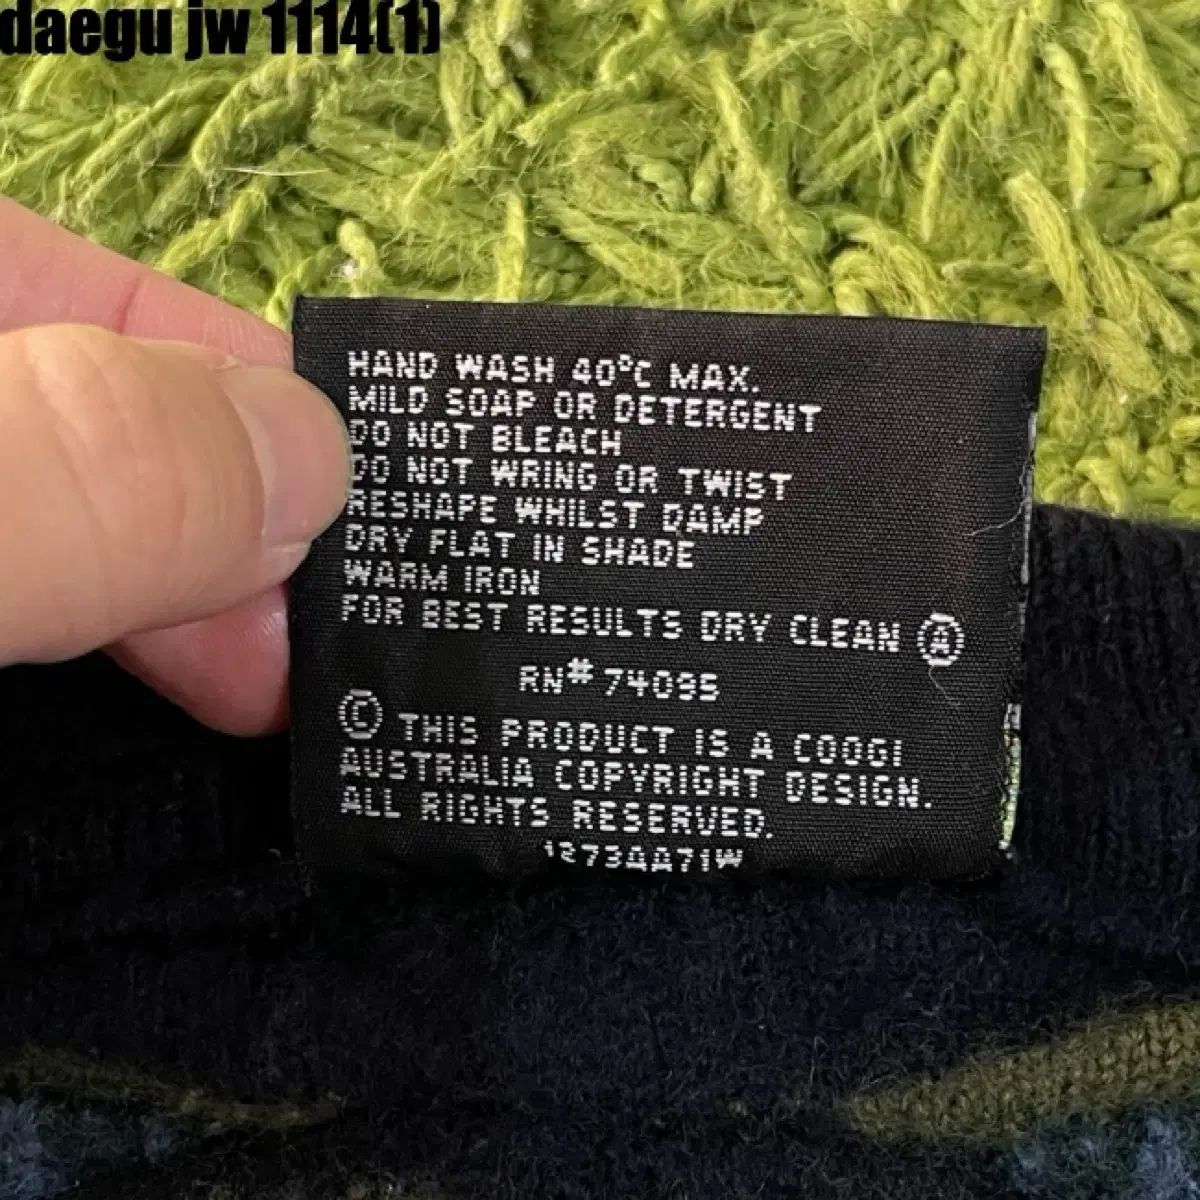 daegu jw 1114(1)
HAND WASH 40°C MAX.
MILD SOAP OR DETERGENT
DO NOT BLEACH
DO NOT WRING OR TWIST
RESHAPE WHILST DAMP
DRY FLAT IN SHADE
WARM IRON
FOR BEST RESULTS DRY CLEAN Ⓐ
RN# 74095
© THIS PRODUCT IS A COOGI
AUSTRALIA COPYRIGHT DESIGN.
ALL RIGHTS RESERVED.
1273AA71W